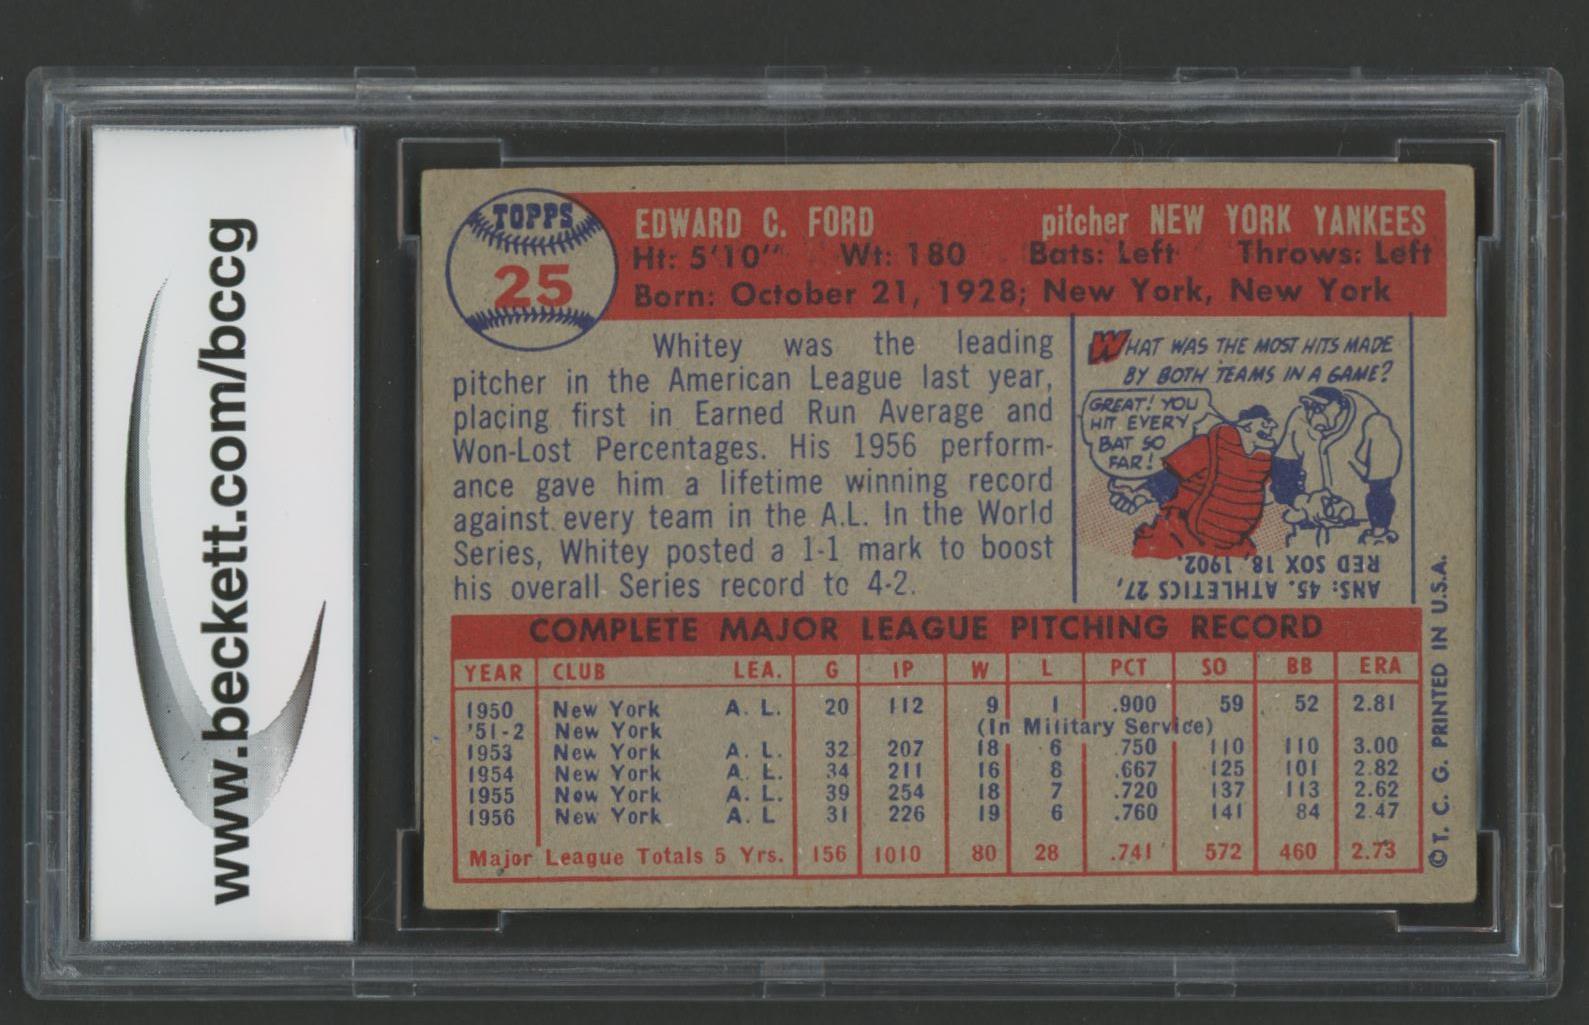 www.beckett.com/bccg
TOPPS
25
EDWARD C. FORD pitcher NEW YORK YANKEES
Ht: 5'10" Wt: 180 Bats: Left Throws: Left
Born: October 21, 1928; New York, New York
Whitey was the leading
pitcher in the American League last year,
placing first in Earned Run Average and
Won-Lost Percentages. His 1956 perform-
ance gave him a lifetime winning record
against every team in the A.L. In the World
Series, Whitey posted a 1-1 mark to boost
his overall Series record to 4-2.
WHAT WAS THE MOST HITS MADE
BY BOTH TEAMS IN A GAME?
GREAT! YOU
HIT EVERY
BAT SO
FAR!
ANS: 45. ATHLETICS 27,
RED SOX 18, 1902.
COMPLETE MAJOR LEAGUE PITCHING RECORD
YEAR CLUB LEA. G IP W L PCT SO BB ERA
1950 New York A. L. 20 112 9 1 .900 59 52 2.81
'51-2 New York (In Military Service)
1953 New York A. L. 32 207 18 6 .750 110 110 3.00
1954 New York A. L. 34 211 16 8 .667 125 101 2.82
1955 New York A. L. 39 254 18 7 .720 137 113 2.62
1956 New York A. L 31 226 19 6 .760 141 84 2.47
Major League Totals 5 Yrs. 156 1010 80 28 .741 572 460 2.73
© T. C. G. PRINTED IN U.S.A.